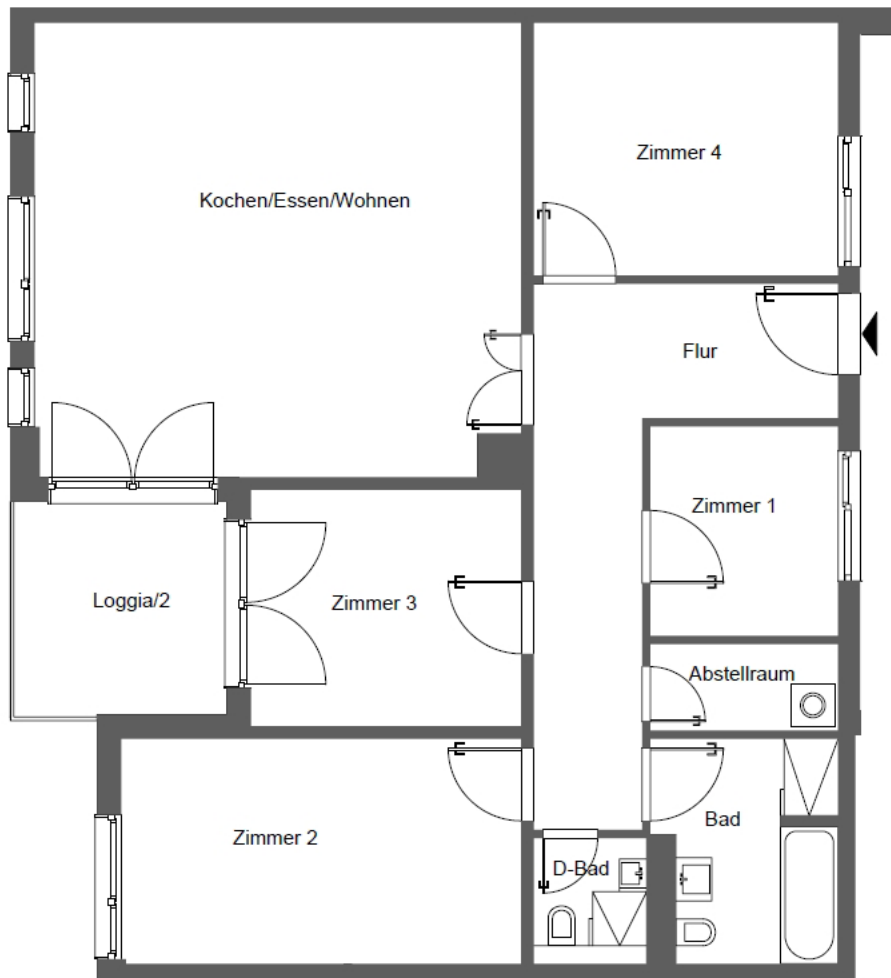 Zimmer 4
Kochen/Essen/Wohnen
Flur
Zimmer 1
Loggia/2
Zimmer 3
Abstellraum
Bad
Zimmer 2
D-Bad